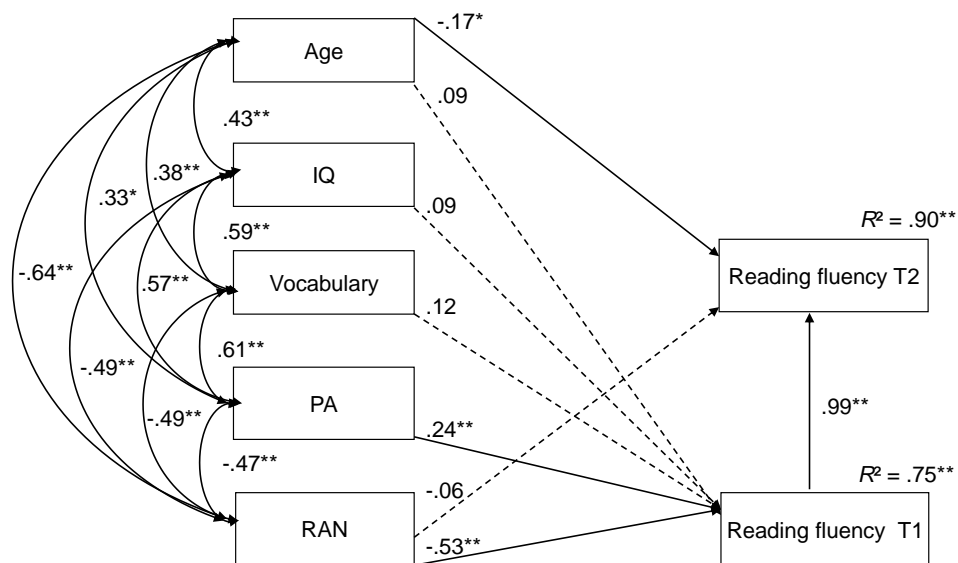 -.17*
Age
.09
.43**
.38**
IQ
.33*
.09
R² = .90**
.59**
-.64**
.57**
Vocabulary
Reading fluency T2
.12
.61**
-.49**
PA
-.49**
.99**
.24**
-.47**
R² = .75**
-.06
RAN
Reading fluency T1
-.53**